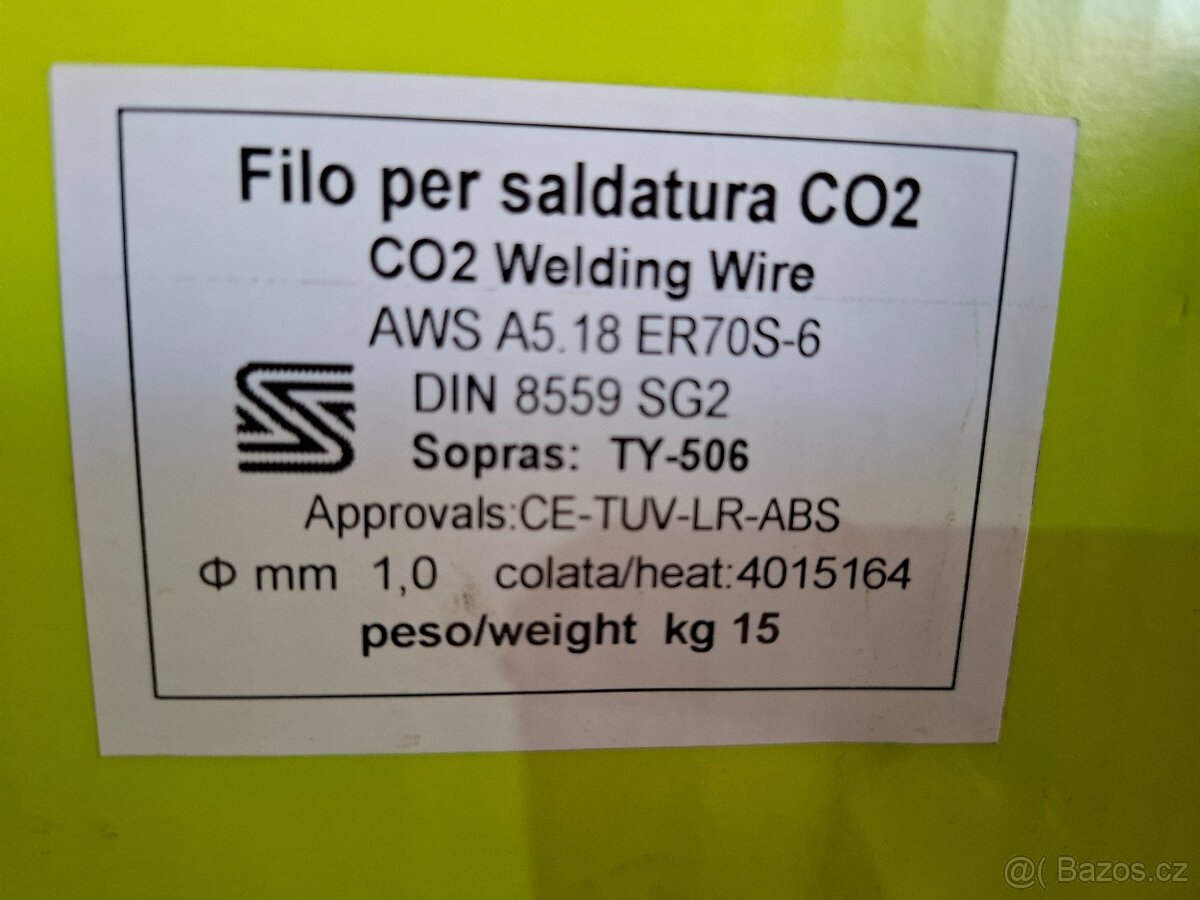 Filo per saldatura CO2
CO2 Welding Wire
AWS A5.18 ER70S-6
DIN 8559 SG2
Sopras: TY-506
Approvals:CE-TUV-LR-ABS
Φ mm 1,0 colata/heat:4015164
peso/weight kg 15
@( Bazos.cz